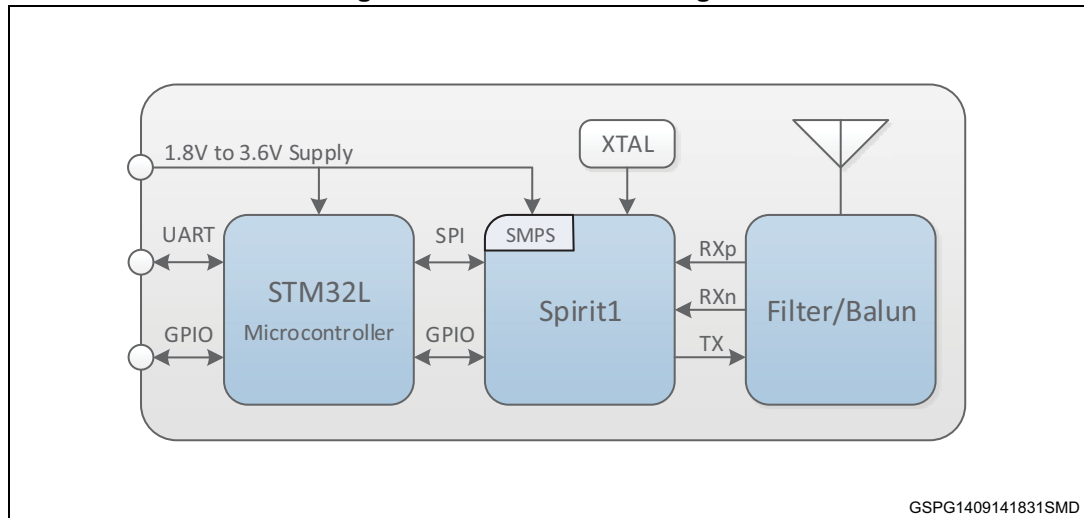 1.8V to 3.6V Supply
XTAL
UART
SPI
SMPS
RXp
STM32L
Microcontroller
Spirit1
RXn
Filter/Balun
GPIO
GPIO
TX
GSPG1409141831SMD